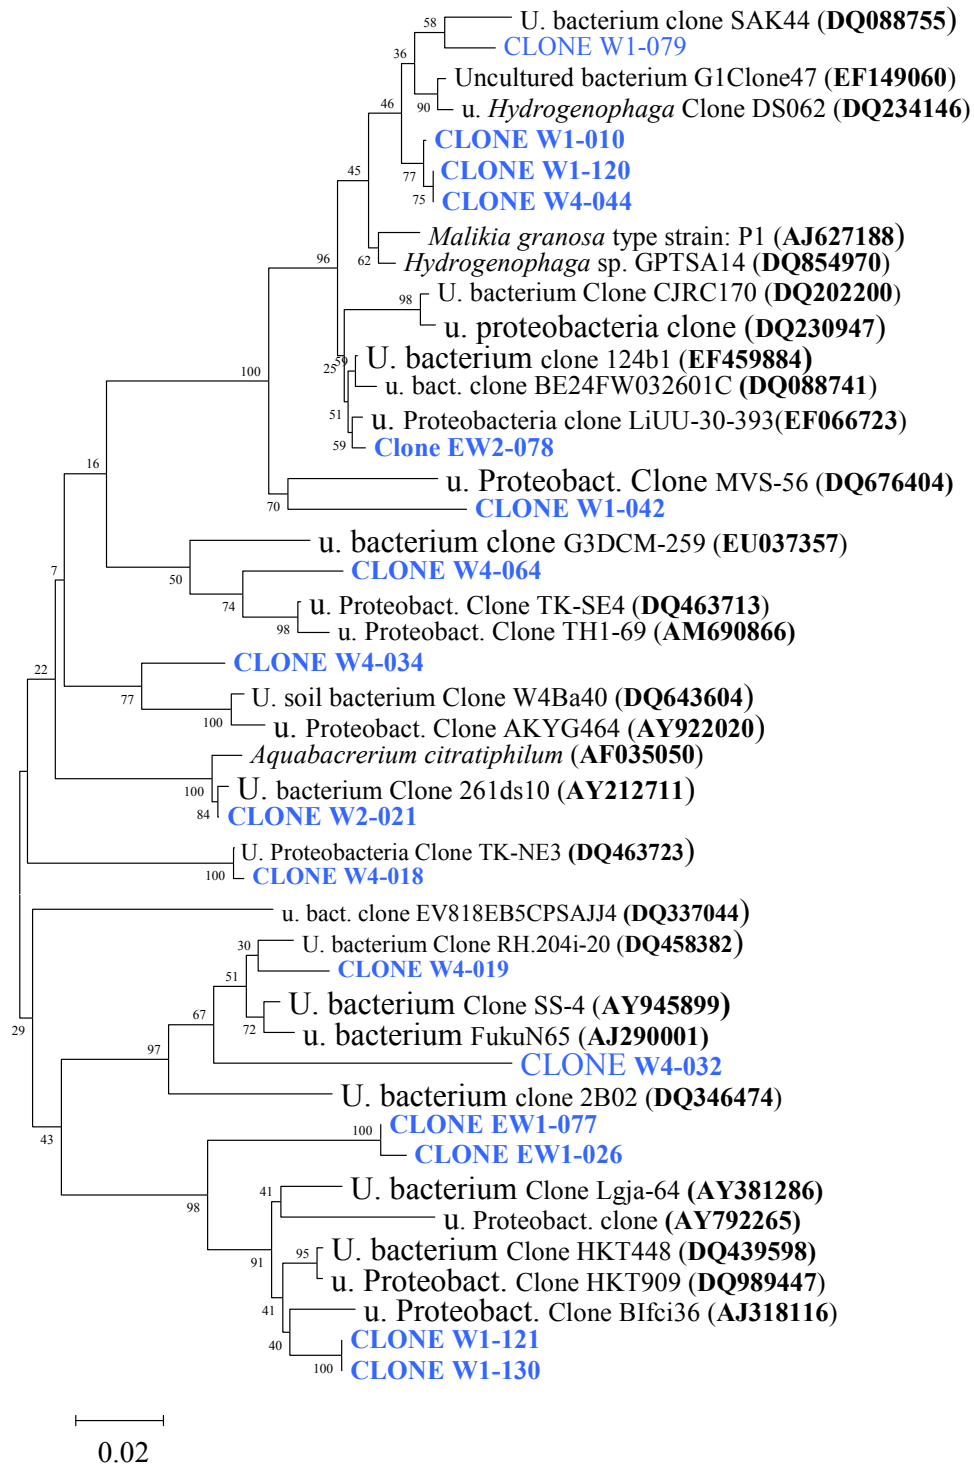 58
U. bacterium clone SAK44 (DQ088755)
CLONE W1-079
36
Uncultured bacterium G1Clone47 (EF149060)
90
u. Hydrogenophaga Clone DS062 (DQ234146)
46
CLONE W1-010
77
CLONE W1-120
75
CLONE W4-044
45
Malikia granosa type strain: P1 (AJ627188)
62
Hydrogenophaga sp. GPTSA14 (DQ854970)
96
U. bacterium Clone CJRC170 (DQ202200)
98
u. proteobacteria clone (DQ230947)
59
U. bacterium clone 124b1 (EF459884)
25
u. bact. clone BE24FW032601C (DQ088741)
51
u. Proteobacteria clone LiUU-30-393(EF066723)
59
Clone EW2-078
100
u. Proteobact. Clone MVS-56 (DQ676404)
70
CLONE W1-042
16
u. bacterium clone G3DCM-259 (EU037357)
50
CLONE W4-064
74
u. Proteobact. Clone TK-SE4 (DQ463713)
98
u. Proteobact. Clone TH1-69 (AM690866)
7
CLONE W4-034
77
U. soil bacterium Clone W4Ba40 (DQ643604)
100
u. Proteobact. Clone AKYG464 (AY922020)
22
Aquabacrerium citratiphilum (AF035050)
100
U. bacterium Clone 261ds10 (AY212711)
84
CLONE W2-021
U. Proteobacteria Clone TK-NE3 (DQ463723)
100
CLONE W4-018
u. bact. clone EV818EB5CPSAJJ4 (DQ337044)
30
U. bacterium Clone RH.204i-20 (DQ458382)
CLONE W4-019
51
U. bacterium Clone SS-4 (AY945899)
72
u. bacterium FukuN65 (AJ290001)
67
CLONE W4-032
29
97
U. bacterium clone 2B02 (DQ346474)
CLONE EW1-077
100
CLONE EW1-026
43
41
U. bacterium Clone Lgja-64 (AY381286)
98
u. Proteobact. clone (AY792265)
95
U. bacterium Clone HKT448 (DQ439598)
91
u. Proteobact. Clone HKT909 (DQ989447)
41
u. Proteobact. Clone BIfci36 (AJ318116)
40
CLONE W1-121
100
CLONE W1-130
0.02